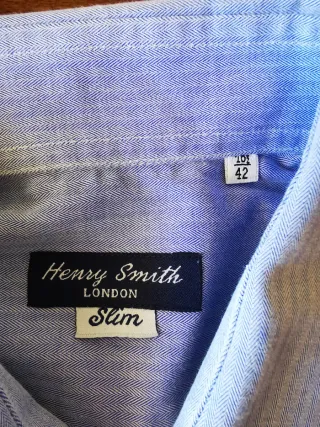 16½
42
Henry Smith
LONDON
Slim